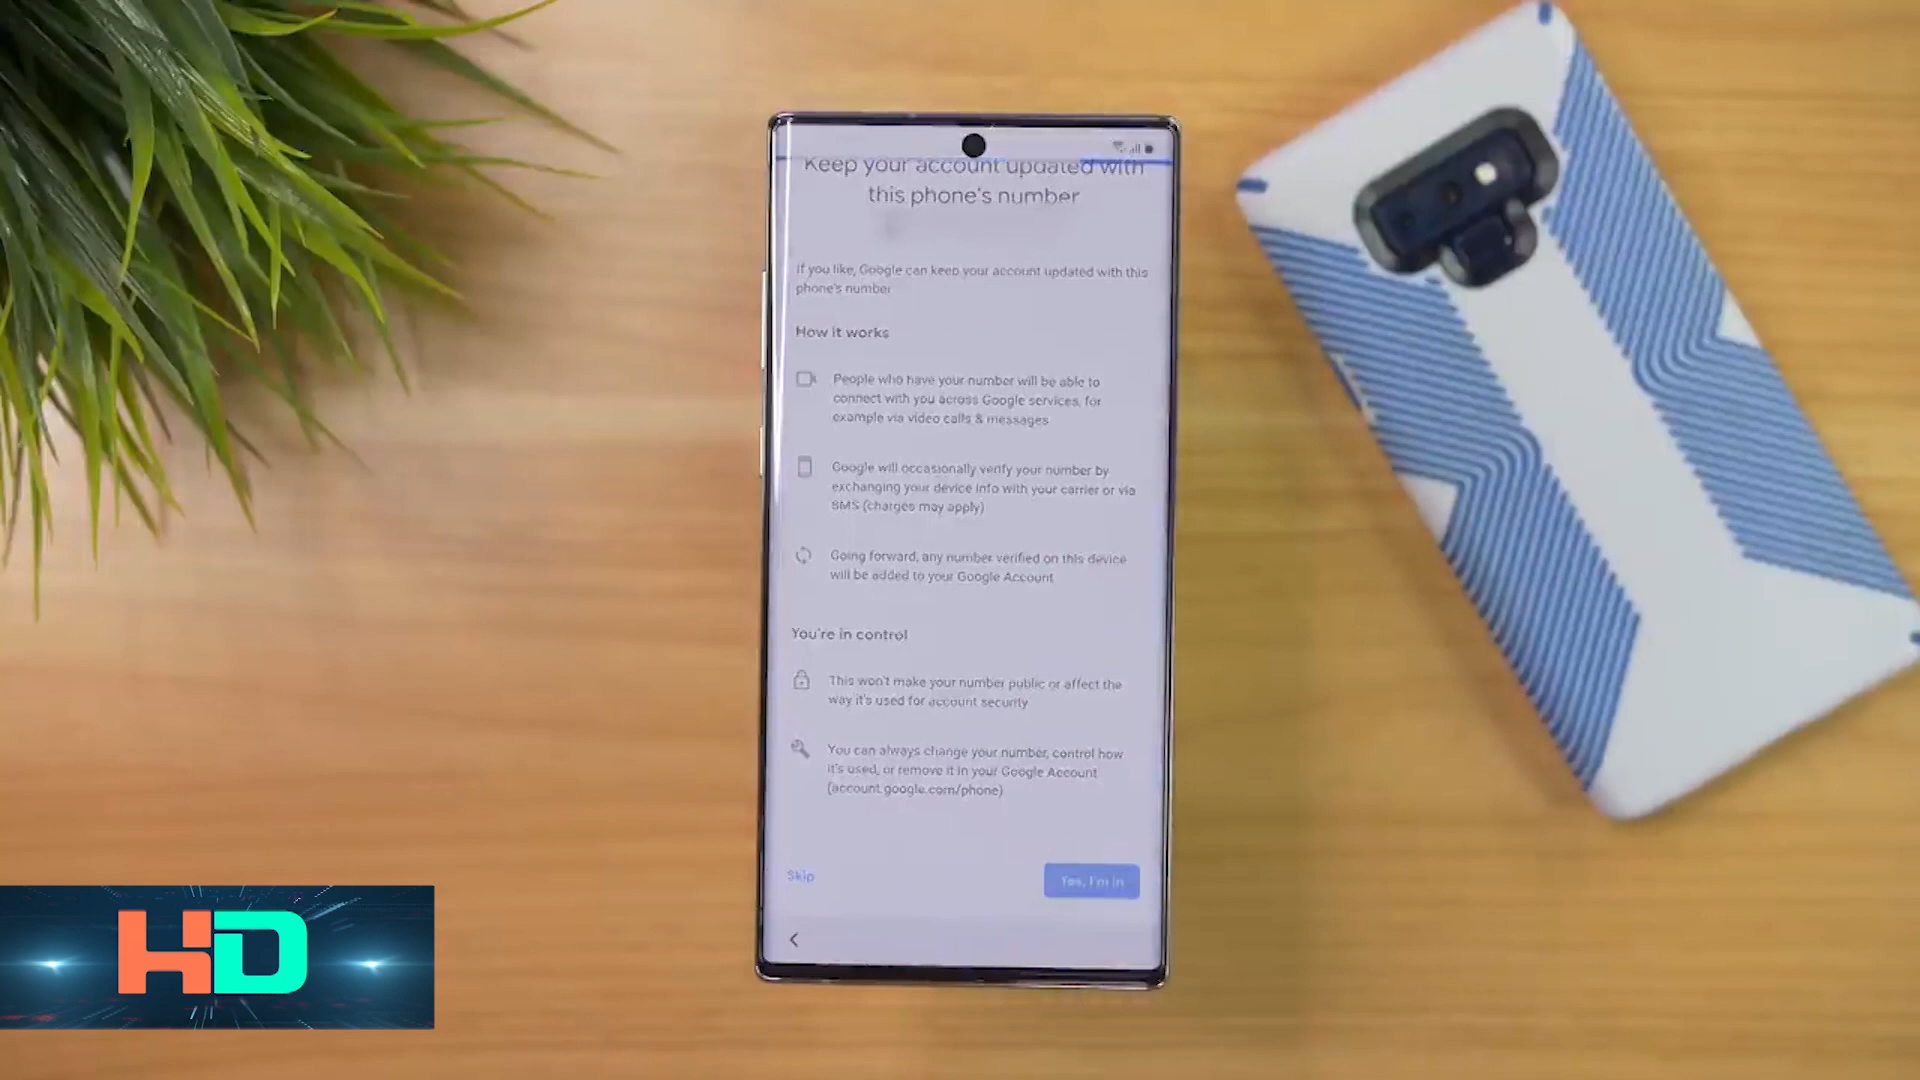 Keep your account updated with
this phone's number
If you like, Google can keep your account updated with this
phone's number
How it works
People who have your number will be able to
connect with you across Google services, for
example via video calls & messages
Google will occasionally verify your number by
exchanging your device info with your carrier or via
SMS (charges may apply)
Going forward, any number verified on this device
will be added to your Google Account
You're in control
This won't make your number public or affect the
way it's used for account security
You can always change your number, control how
it's used, or remove it in your Google Account
(account.google.com/phone)
Skip
Yes, I'm in
HD